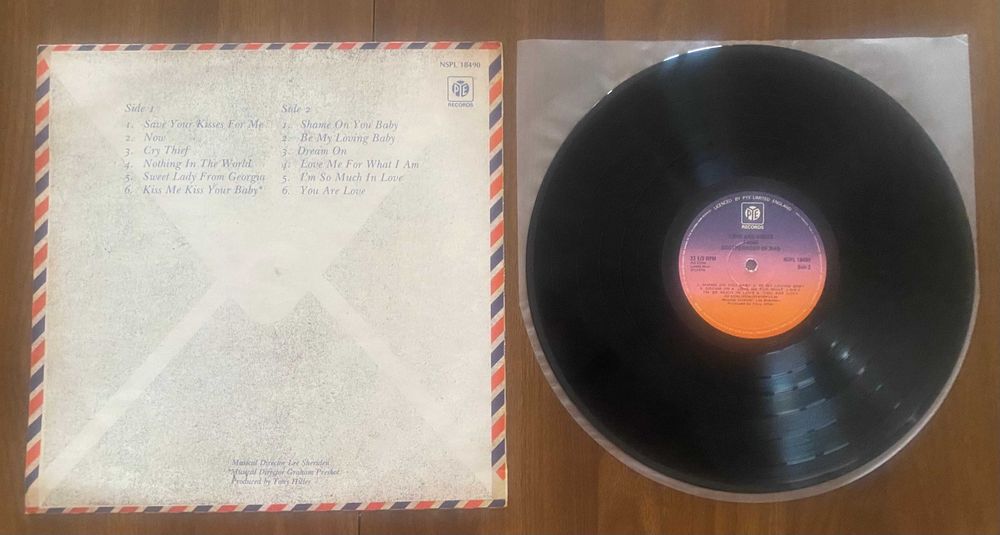 NSPL 18490
PYE
RECORDS
Side 1
1. Save Your Kisses For Me
2. Now
3. Cry Thief
4. Nothing In The World
5. Sweet Lady From Georgia
6. Kiss Me Kiss Your Baby*
Side 2
1. Shame On You Baby
2. Be My Loving Baby
3. Dream On
4. Love Me For What I Am
5. I'm So Much In Love
6. You Are Love
Musical Director Lee Sheriden
*Musical Director Graham Preskett
Produced by Tony Hiller
LICENCED BY PYE LIMITED ENGLAND
PYE
RECORDS
33 1/3 RPM
NSPL 18490
Side 2